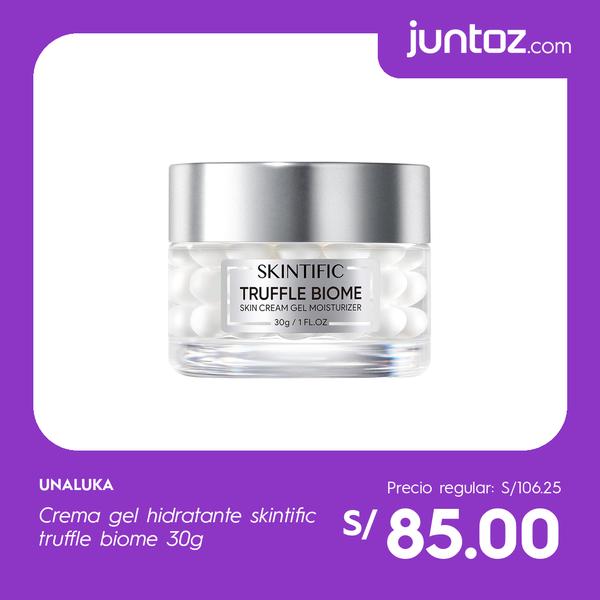 juntoz.com
SKINTIFIC
TRUFFLE BIOME
SKIN CREAM GEL MOISTURIZER
30g / 1 FL.OZ
UNALUKA
Crema gel hidratante skintific
truffle biome 30g
Precio regular: S/106.25
S/ 85.00